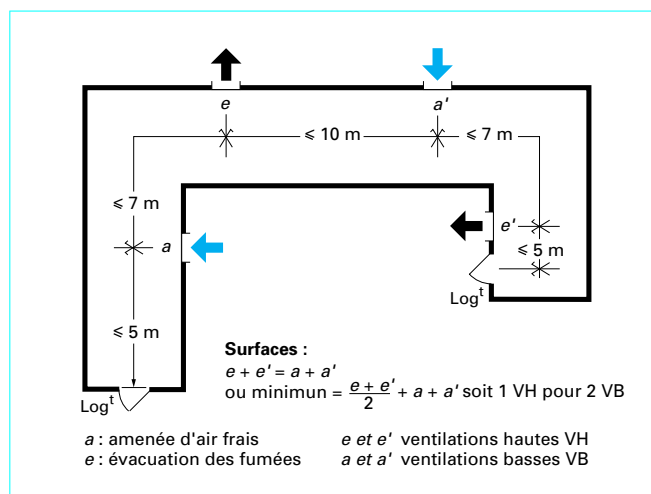 e
a'
≤ 10 m
≤ 7 m
≤ 7 m
a
e'
≤ 5 m
Logᵗ
≤ 5 m
Surfaces :
e + e' = a + a'
ou minimun = (e + e')/2 + a + a' soit 1 VH pour 2 VB
Logᵗ
a : amenée d'air frais
e et e' ventilations hautes VH
e : évacuation des fumées
a et a' ventilations basses VB